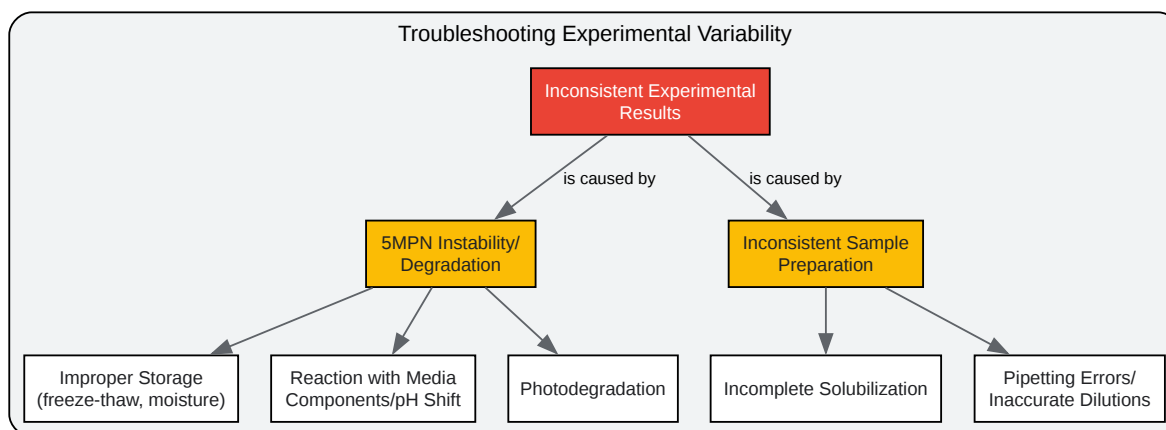 Troubleshooting Experimental Variability
Inconsistent Experimental
Results
is caused by
is caused by
5MPN Instability/
Degradation
Inconsistent Sample
Preparation
Improper Storage
(freeze-thaw, moisture)
Reaction with Media
Components/pH Shift
Photodegradation
Incomplete Solubilization
Pipetting Errors/
Inaccurate Dilutions